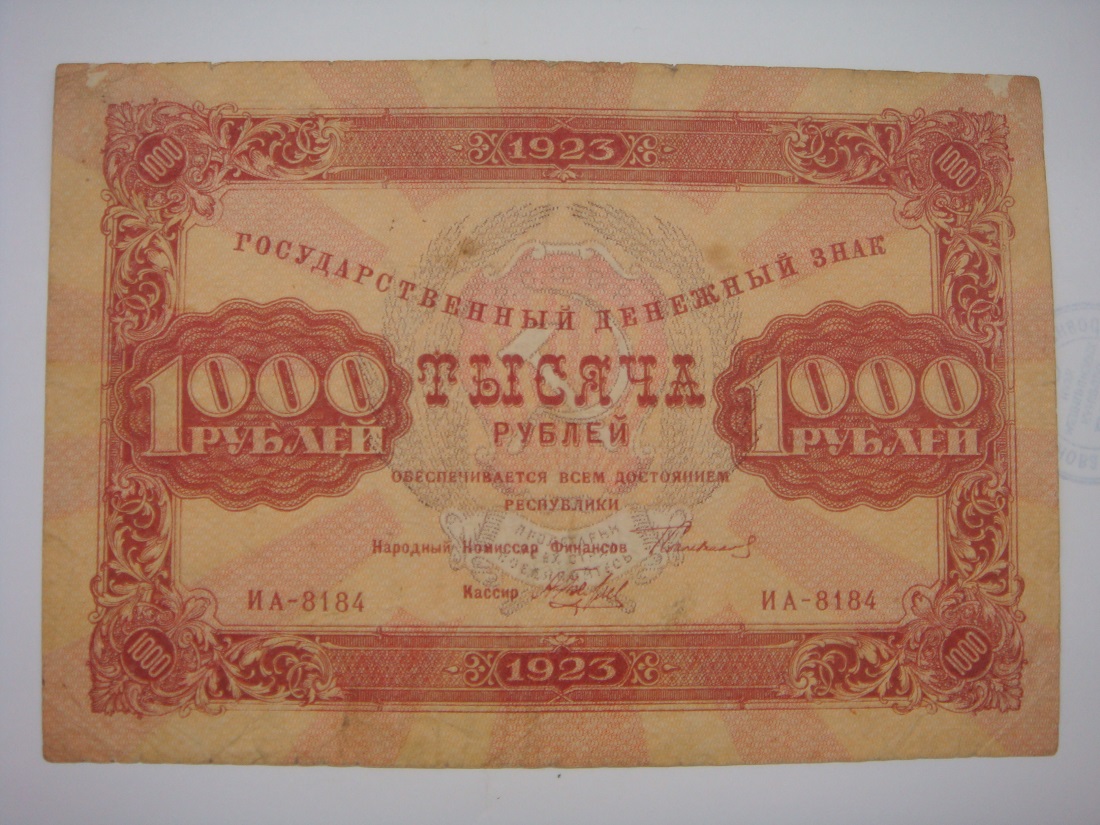 1923
1000
1000
ГОСУДАРСТВЕННЫЙ ДЕНЕЖНЫЙ ЗНАК
1000
РУБЛЕЙ
ТЫСЯЧА
РУБЛЕЙ
1000
РУБЛЕЙ
ОБЕСПЕЧИВАЕТСЯ ВСЕМ ДОСТОЯНИЕМ
РЕСПУБЛИКИ
ПРОЛЕТАРИИ
Народный Комиссар Финансов
Кассир
ИА-8184
ИА-8184
1000
1923
1000